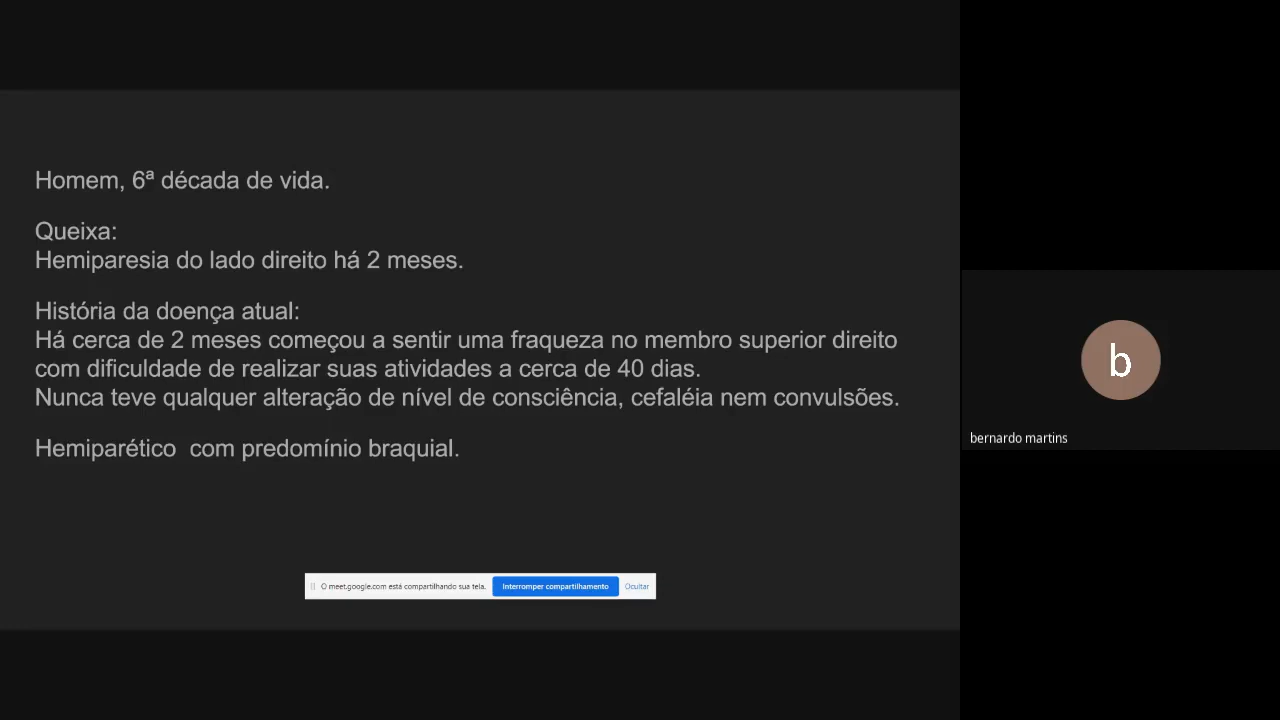 Homem, 6ª década de vida.
Queixa:
Hemiparesia do lado direito há 2 meses.
História da doença atual:
Há cerca de 2 meses começou a sentir uma fraqueza no membro superior direito
com dificuldade de realizar suas atividades a cerca de 40 dias.
Nunca teve qualquer alteração de nível de consciência, cefaléia nem convulsões.
Hemiparético  com predomínio braquial.
O meet.google.com está compartilhando sua tela. Interromper compartilhamento Ocultar
b
bernardo martins